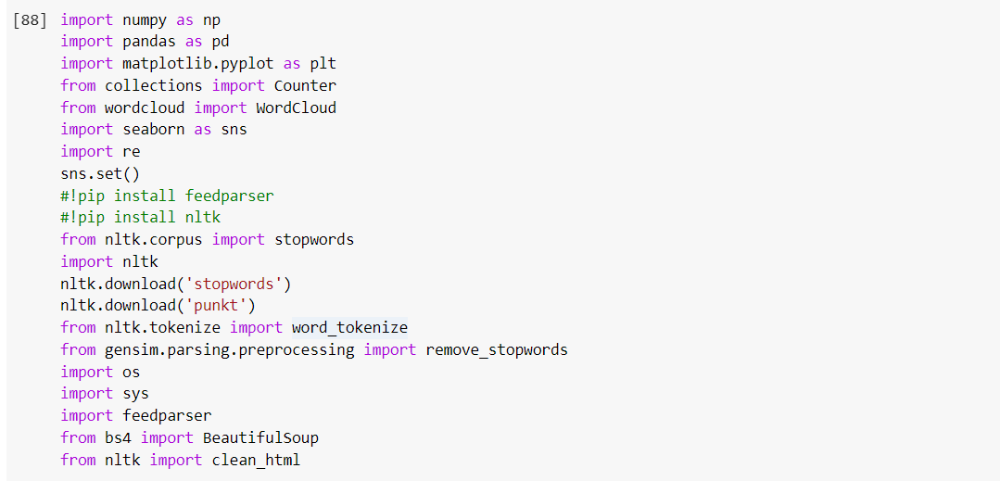 [88] import numpy as np
import pandas as pd
import matplotlib.pyplot as plt
from collections import Counter
from wordcloud import WordCloud
import seaborn as sns
import re
sns.set()
#!pip install feedparser
#!pip install nltk
from nltk.corpus import stopwords
import nltk
nltk.download('stopwords')
nltk.download('punkt')
from nltk.tokenize import word_tokenize
from gensim.parsing.preprocessing import remove_stopwords
import os
import sys
import feedparser
from bs4 import BeautifulSoup
from nltk import clean_html